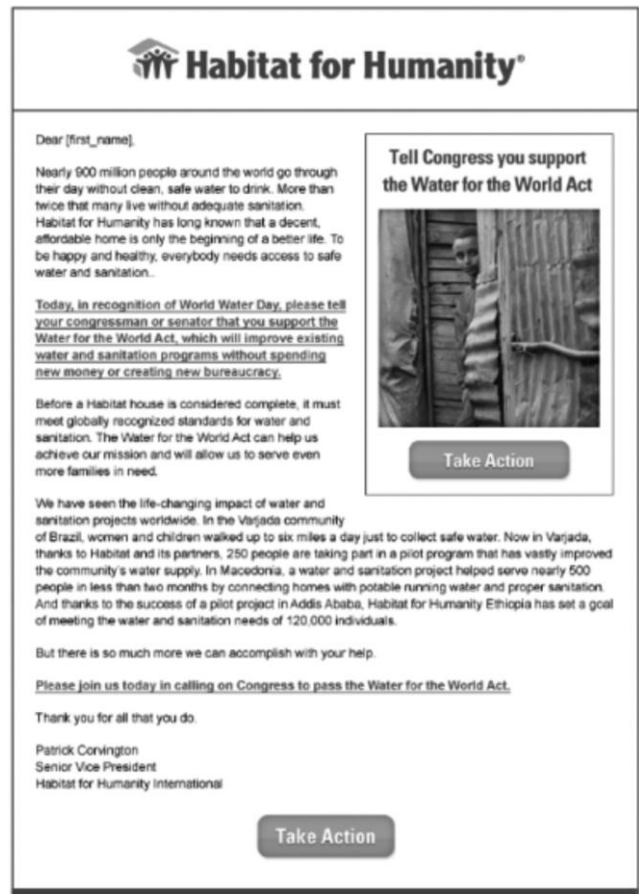 Habitat for Humanity®
Dear [first_name],
Nearly 900 million people around the world go through
their day without clean, safe water to drink. More than
twice that many live without adequate sanitation.
Habitat for Humanity has long known that a decent,
affordable home is only the beginning of a better life. To
be happy and healthy, everybody needs access to safe
water and sanitation..
Today, in recognition of World Water Day, please tell
your congressman or senator that you support the
Water for the World Act, which will improve existing
water and sanitation programs without spending
new money or creating new bureaucracy.
Before a Habitat house is considered complete, it must
meet globally recognized standards for water and
sanitation. The Water for the World Act can help us
achieve our mission and will allow us to serve even
more families in need.
Tell Congress you support
the Water for the World Act
Take Action
We have seen the life-changing impact of water and
sanitation projects worldwide. In the Varjada community
of Brazil, women and children walked up to six miles a day just to collect safe water. Now in Varjada,
thanks to Habitat and its partners, 250 people are taking part in a pilot program that has vastly improved
the community's water supply. In Macedonia, a water and sanitation project helped serve nearly 500
people in less than two months by connecting homes with potable running water and proper sanitation.
And thanks to the success of a pilot project in Addis Ababa, Habitat for Humanity Ethiopia has set a goal
of meeting the water and sanitation needs of 120,000 individuals.
But there is so much more we can accomplish with your help.
Please join us today in calling on Congress to pass the Water for the World Act.
Thank you for all that you do.
Patrick Corvington
Senior Vice President
Habitat for Humanity International
Take Action